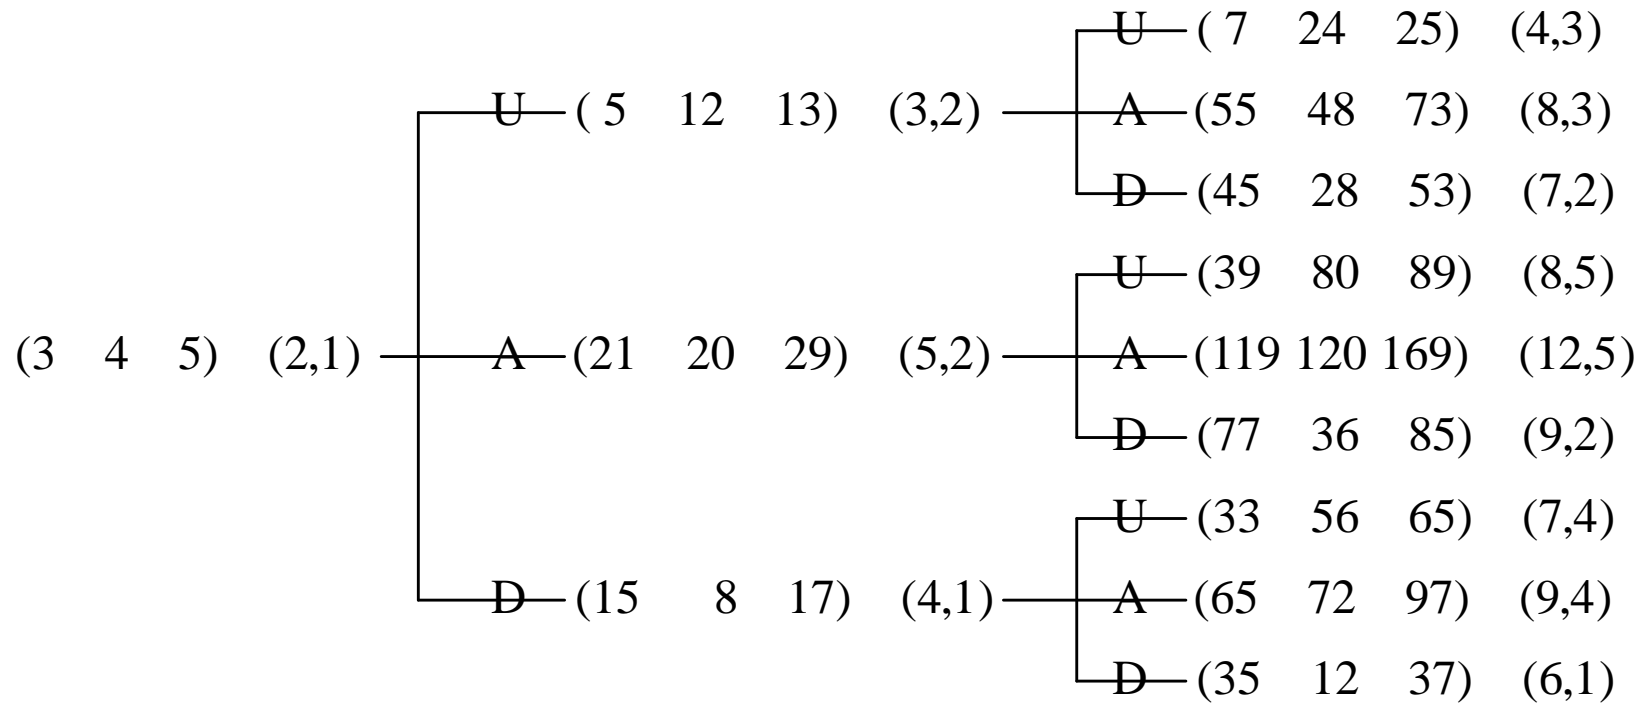 U ( 7 24 25) (4,3)
U ( 5 12 13) (3,2) A (55 48 73) (8,3)
D (45 28 53) (7,2)
U (39 80 89) (8,5)
(3 4 5) (2,1) A (21 20 29) (5,2) A (119 120 169) (12,5)
D (77 36 85) (9,2)
U (33 56 65) (7,4)
D (15 8 17) (4,1) A (65 72 97) (9,4)
D (35 12 37) (6,1)